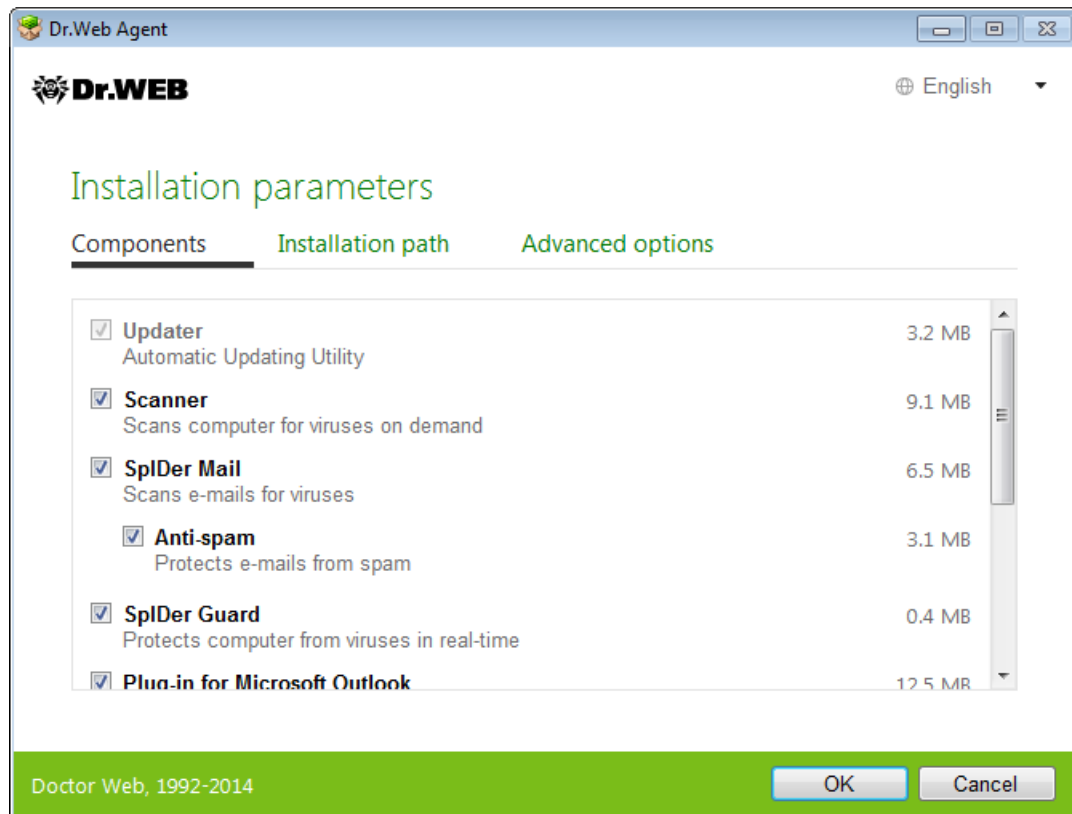 Dr.Web Agent
Dr.WEB
English
Installation parameters
Components Installation path Advanced options
Updater 3.2 MB
Automatic Updating Utility
Scanner 9.1 MB
Scans computer for viruses on demand
SpIDer Mail 6.5 MB
Scans e-mails for viruses
Anti-spam 3.1 MB
Protects e-mails from spam
SpIDer Guard 0.4 MB
Protects computer from viruses in real-time
Plug-in for Microsoft Outlook 12.5 MB
Doctor Web, 1992-2014 OK Cancel